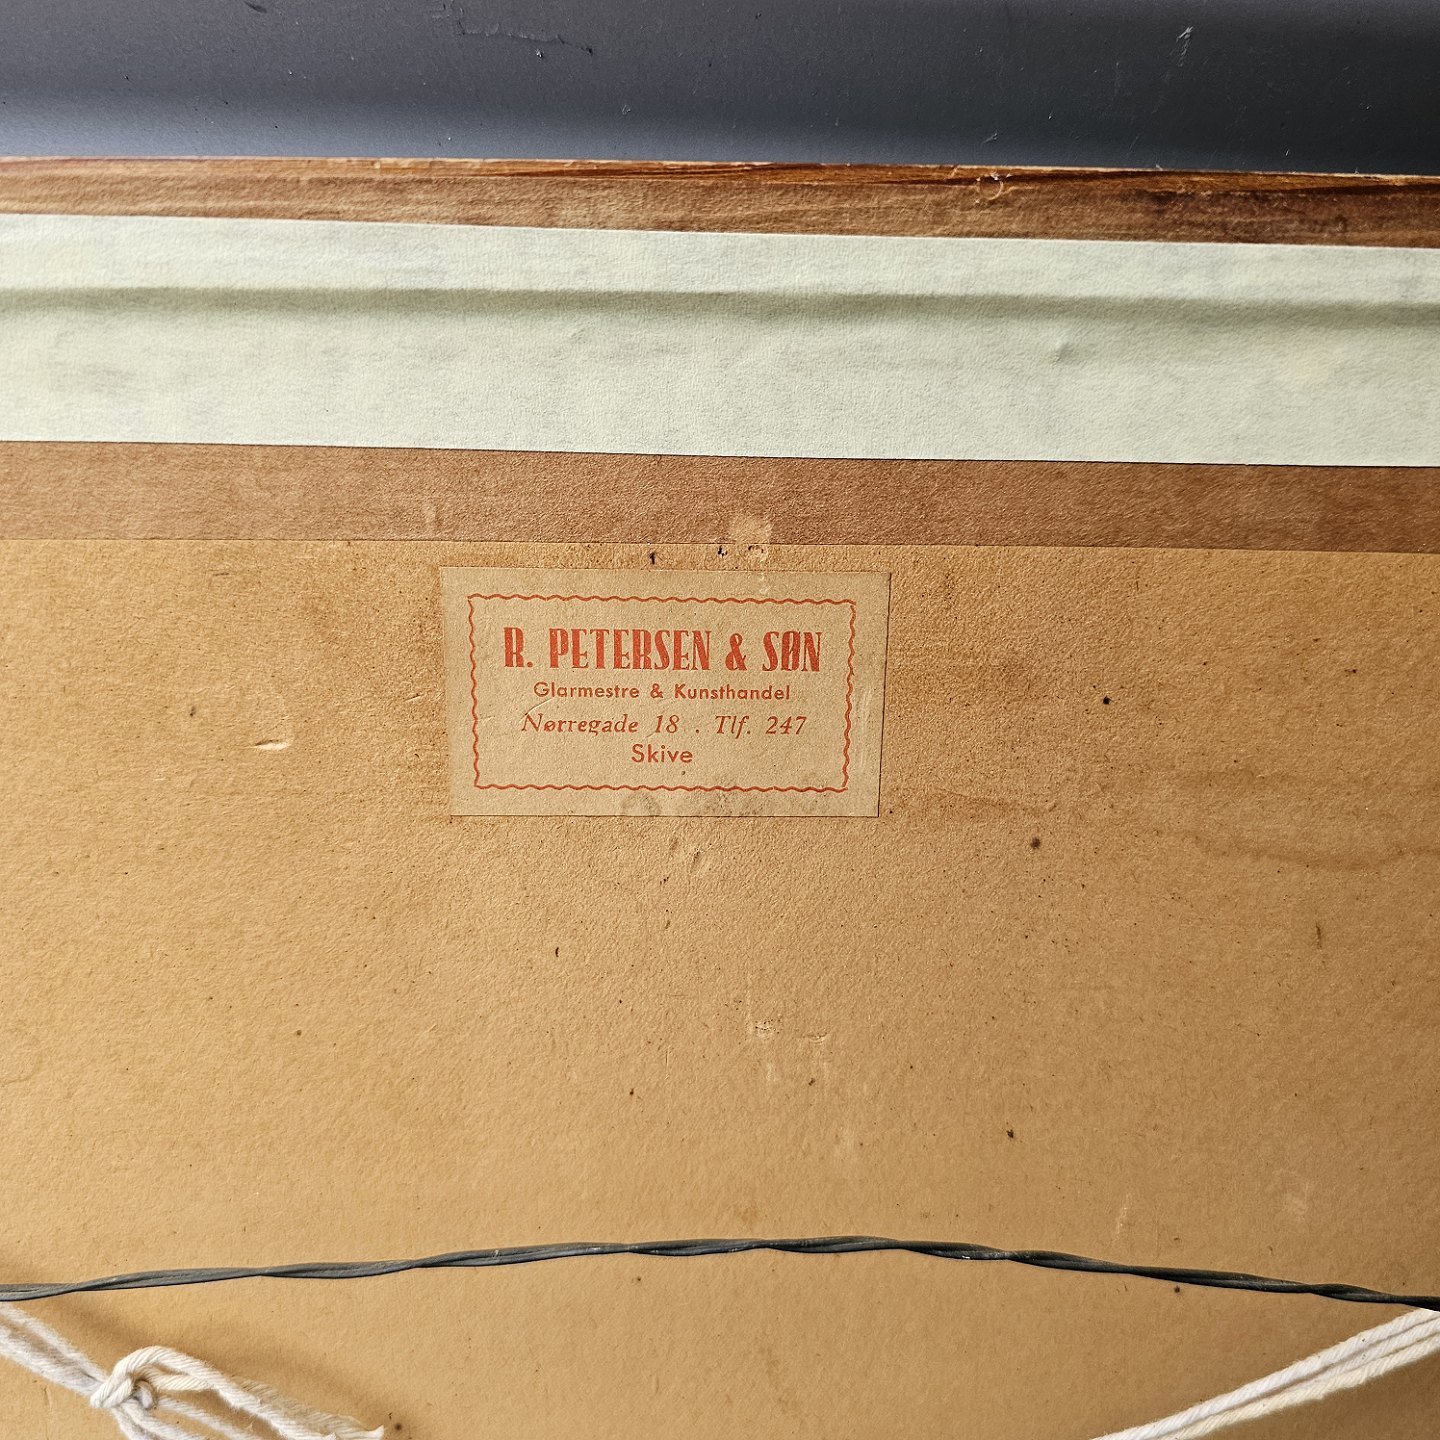 R. PETERSEN & SØN
Glarmestre & Kunsthandel
Nørregade 18 . Tlf. 247
Skive